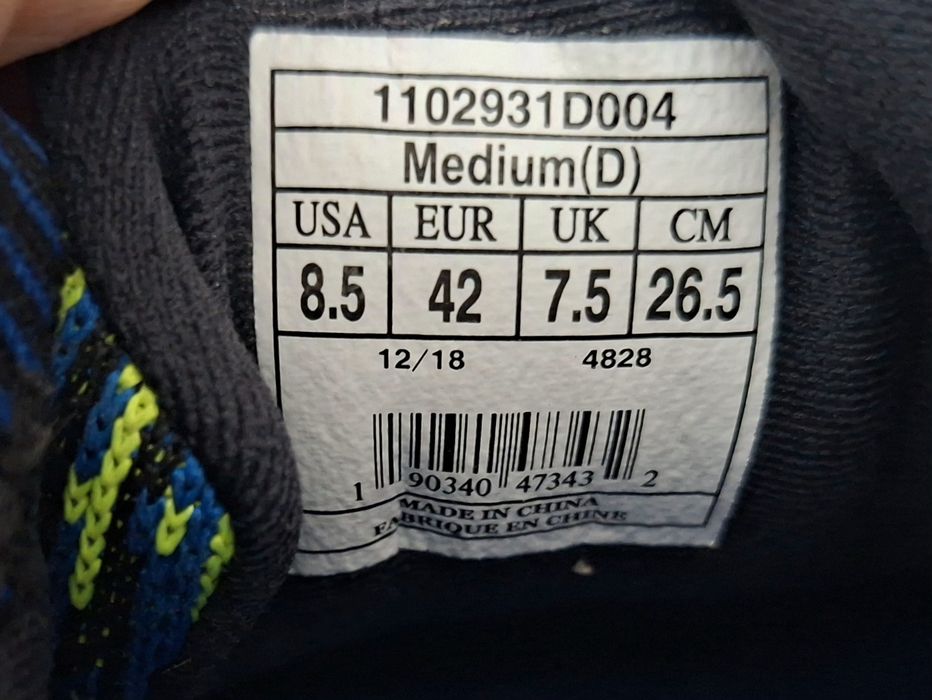 1102931D004
Medium(D)
USA EUR UK CM
8.5 42 7.5 26.5
12/18 4828
1 90340 47343 2
MADE IN CHINA
FABRIQUE EN CHINE